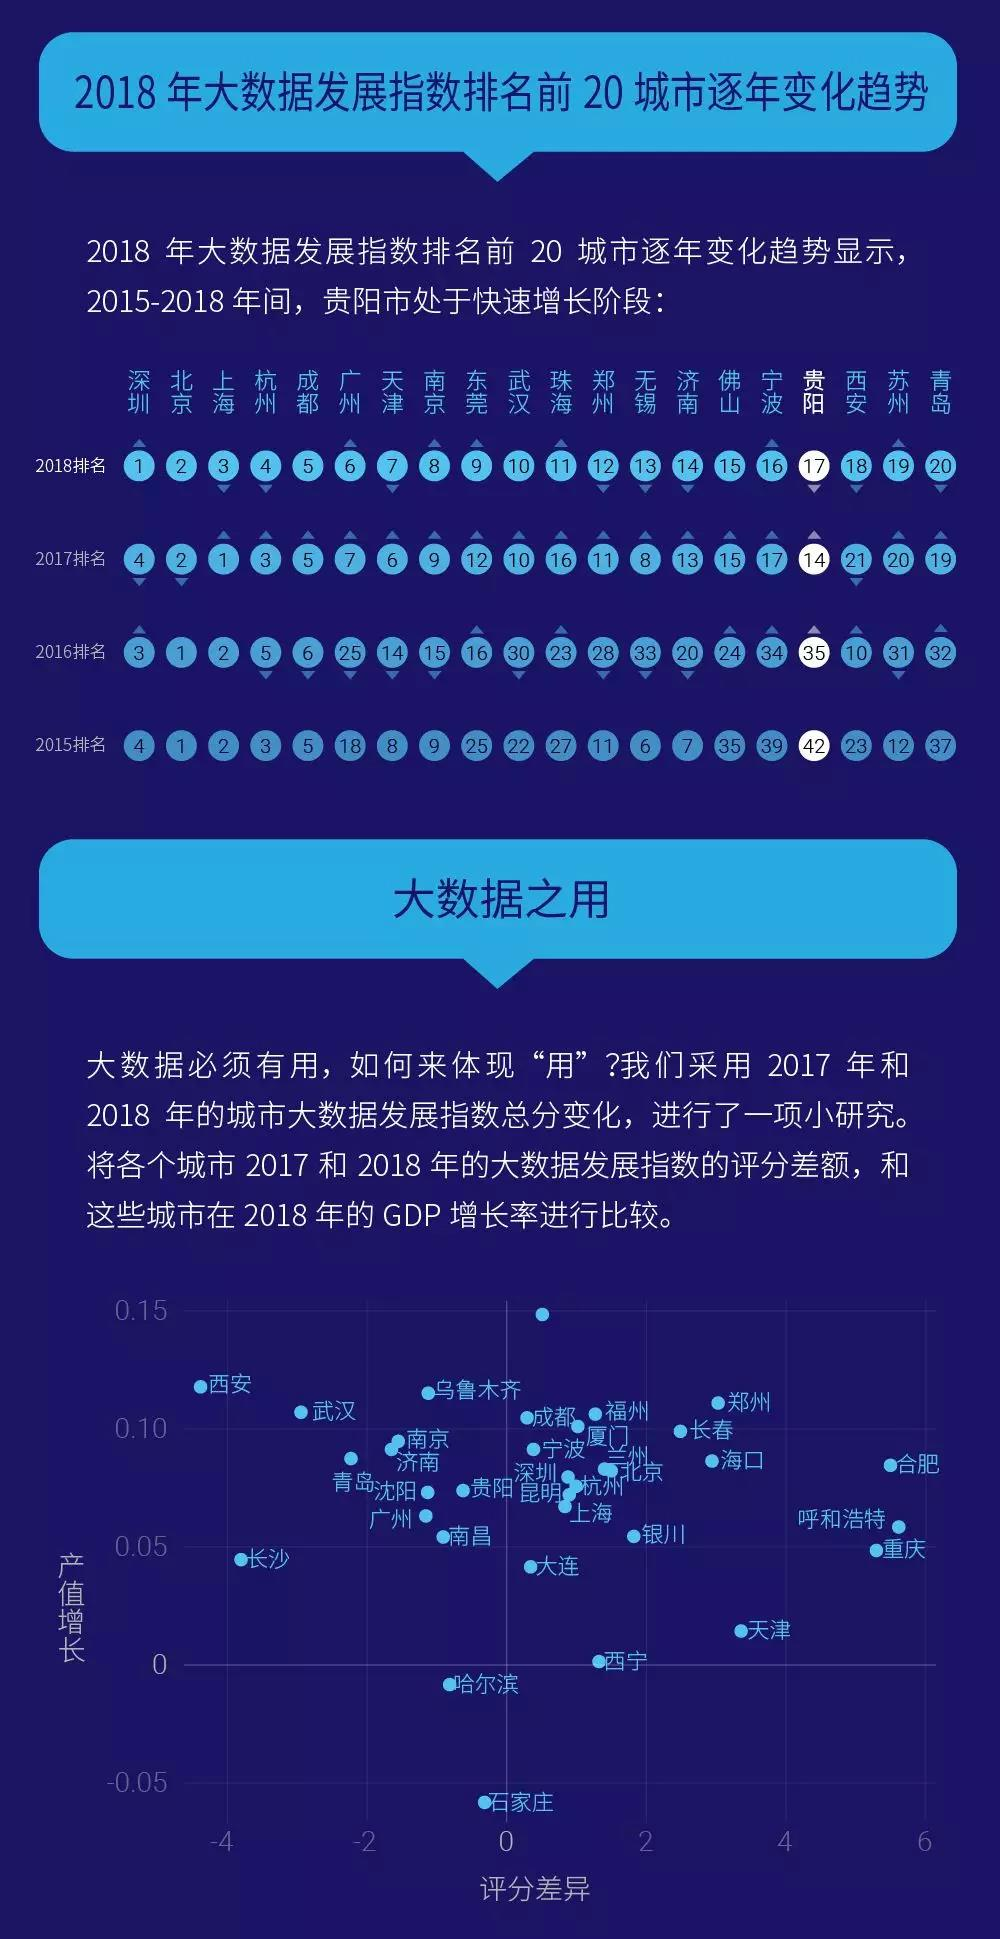 2018 年大数据发展指数排名前 20 城市逐年变化趋势
2018 年大数据发展指数排名前 20 城市逐年变化趋势显示，
2015-2018 年间，贵阳市处于快速增长阶段：
深圳 北京 上海 杭州 成都 广州 天津 南京 东莞 武汉 珠海 郑州 无锡 济南 佛山 宁波 贵阳 西安 苏州 青岛
2018排名 1 2 3 4 5 6 7 8 9 10 11 12 13 14 15 16 17 18 19 20
2017排名 4 2 1 3 5 7 6 9 12 10 16 11 8 13 15 17 14 21 20 19
2016排名 3 1 2 5 6 25 14 15 16 30 23 28 33 20 24 34 35 10 31 32
2015排名 4 1 2 3 5 18 8 9 25 22 27 11 6 7 35 39 42 23 12 37
大数据之用
大数据必须有用，如何来体现“用”?我们采用 2017 年和
2018 年的城市大数据发展指数总分变化，进行了一项小研究。
将各个城市 2017 和 2018 年的大数据发展指数的评分差额，和
这些城市在 2018 年的 GDP 增长率进行比较。
0.15
西安
乌鲁木齐
郑州
武汉
成都
福州
0.10
长春
厦门
南京
宁波
兰州
济南
海口
合肥
深圳
北京
青岛
沈阳
贵阳
昆明
杭州
上海
广州
呼和浩特
南昌
银川
0.05
重庆
长沙
大连
产值增长
天津
0
西宁
哈尔滨
-0.05
石家庄
-4 -2 0 2 4 6
评分差异